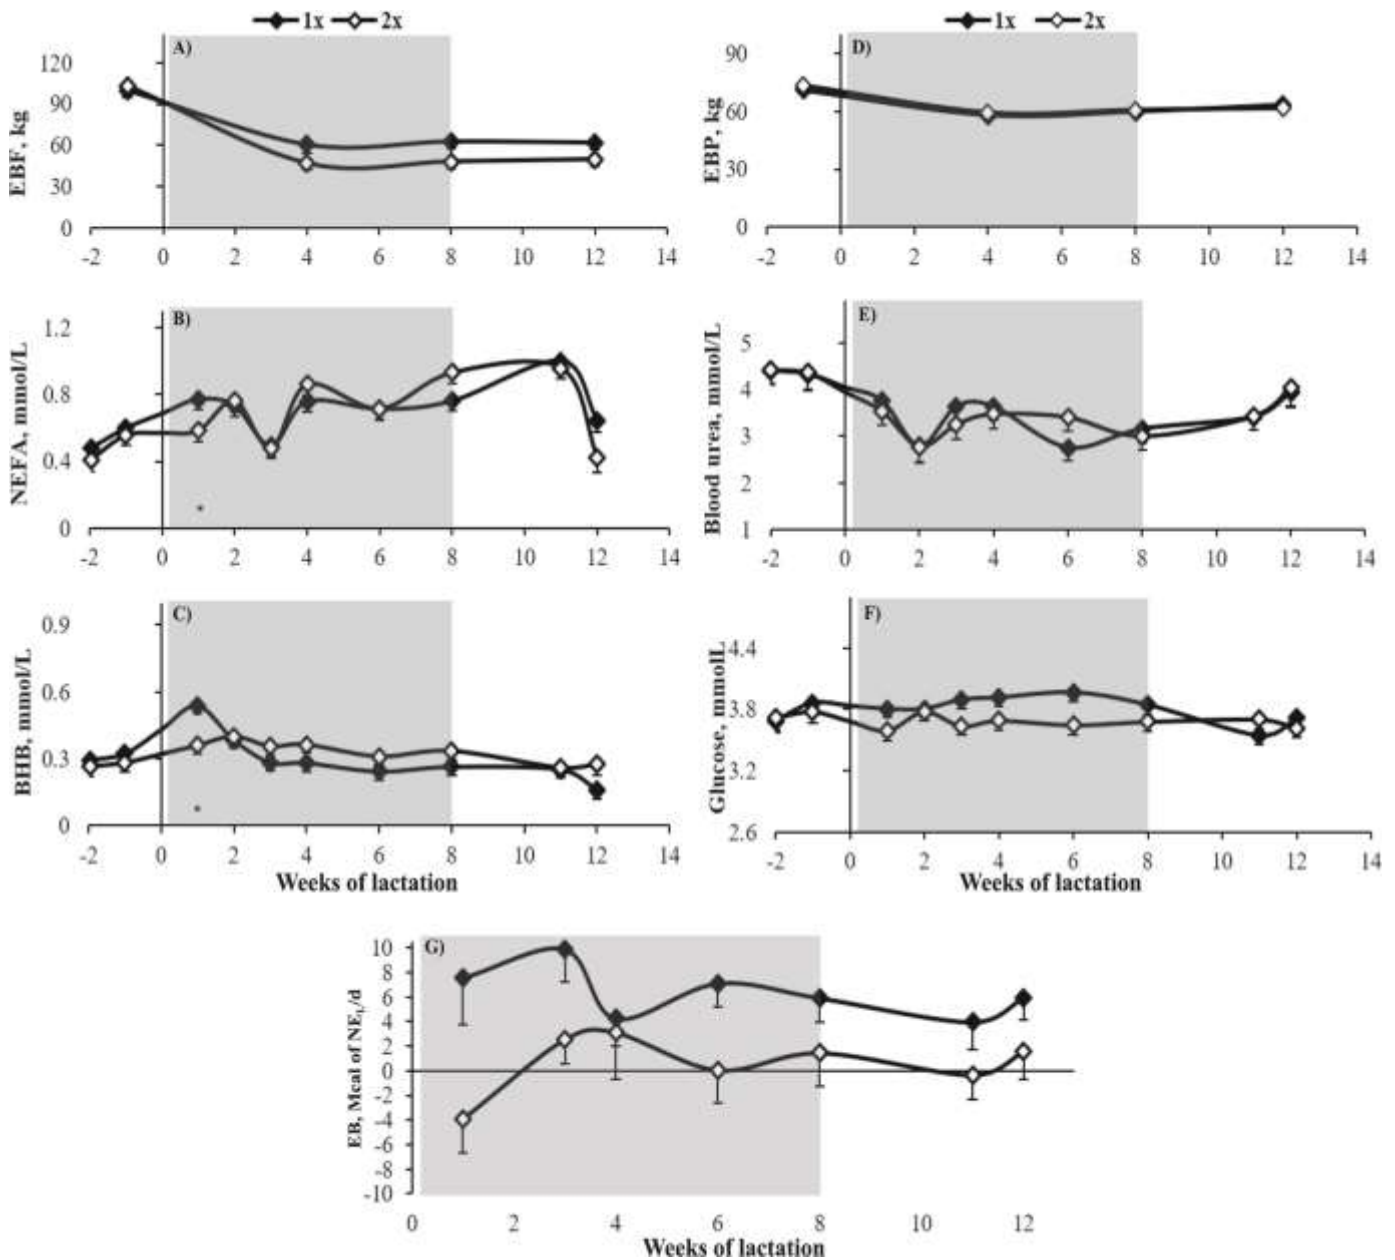 1x 2x
A)
EBF, kg
120
90
60
30
0
-2 0 2 4 6 8 10 12 14
1x 2x
D)
EBP, kg
90
60
30
0
-2 0 2 4 6 8 10 12 14
B)
NEFA, mmol/L
1.2
0.8
0.4
0
*
-2 0 2 4 6 8 10 12 14
E)
Blood urea, mmol/L
5
4
3
2
1
-2 0 2 4 6 8 10 12 14
C)
BHB, mmol/L
0.9
0.6
0.3
0
*
-2 0 2 4 6 8 10 12 14
Weeks of lactation
F)
Glucose, mmolL
4.4
3.8
3.2
2.6
-2 0 2 4 6 8 10 12 14
Weeks of lactation
G)
EB, Mcal of NEL/d
10
8
6
4
2
0
-2
-4
-6
-8
-10
0 2 4 6 8 10 12
Weeks of lactation